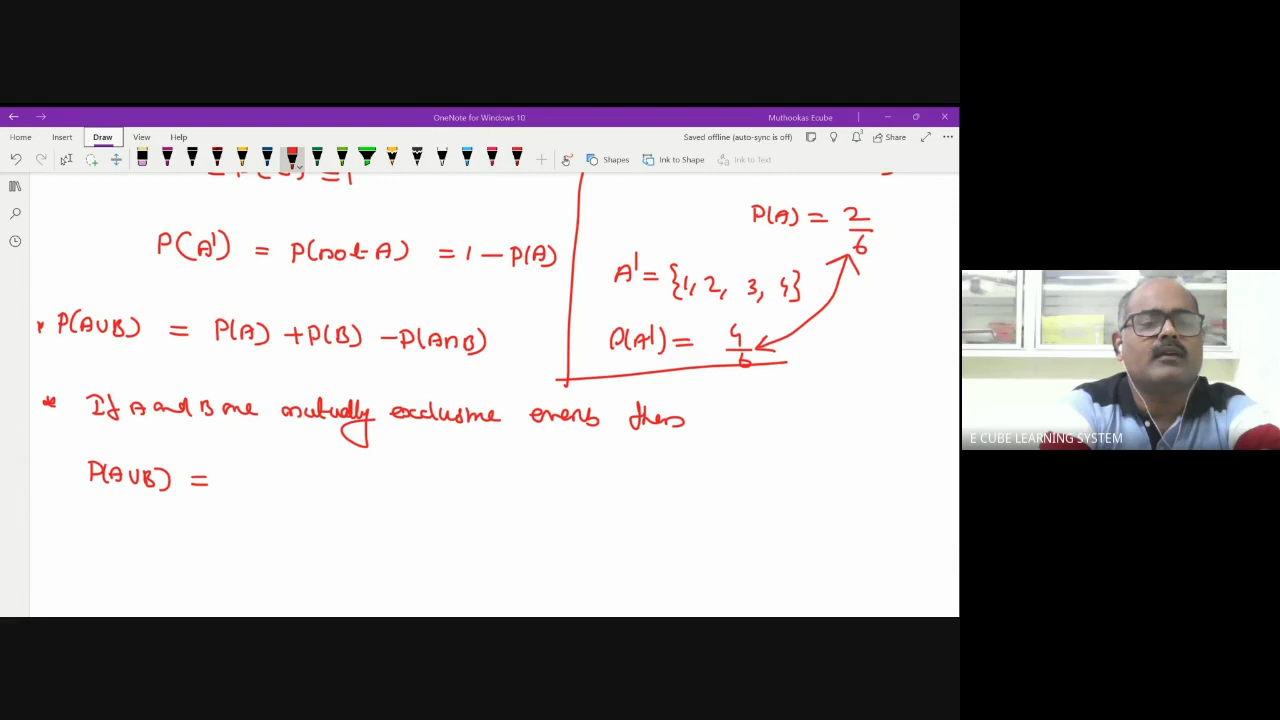 OneNote for Windows 10
Muthookas Ecube
Home Insert Draw View Help
Saved offline (auto-sync is off)
Share
Shapes
Ink to Shape
Ink to Text
P(A') = P(not A) = 1 - P(A)
P(A) = 2/6
A' = {1, 2, 3, 4}
P(A') = 4/6
* P(A∪B) = P(A) + P(B) - P(A∩B)
* If A and B are mutually exclusive events then
P(A∪B) =
E CUBE LEARNING SYSTEM